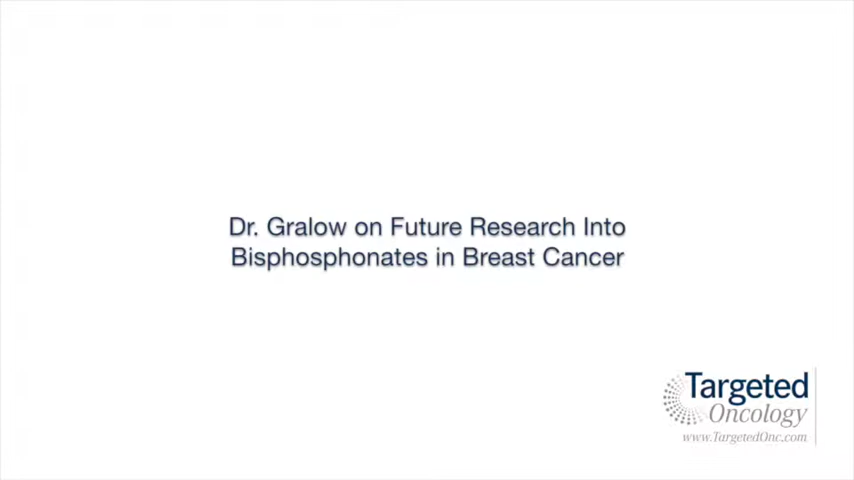 Dr. Gralow on Future Research Into
Bisphosphonates in Breast Cancer
Targeted
Oncology
www.TargetedOnc.com